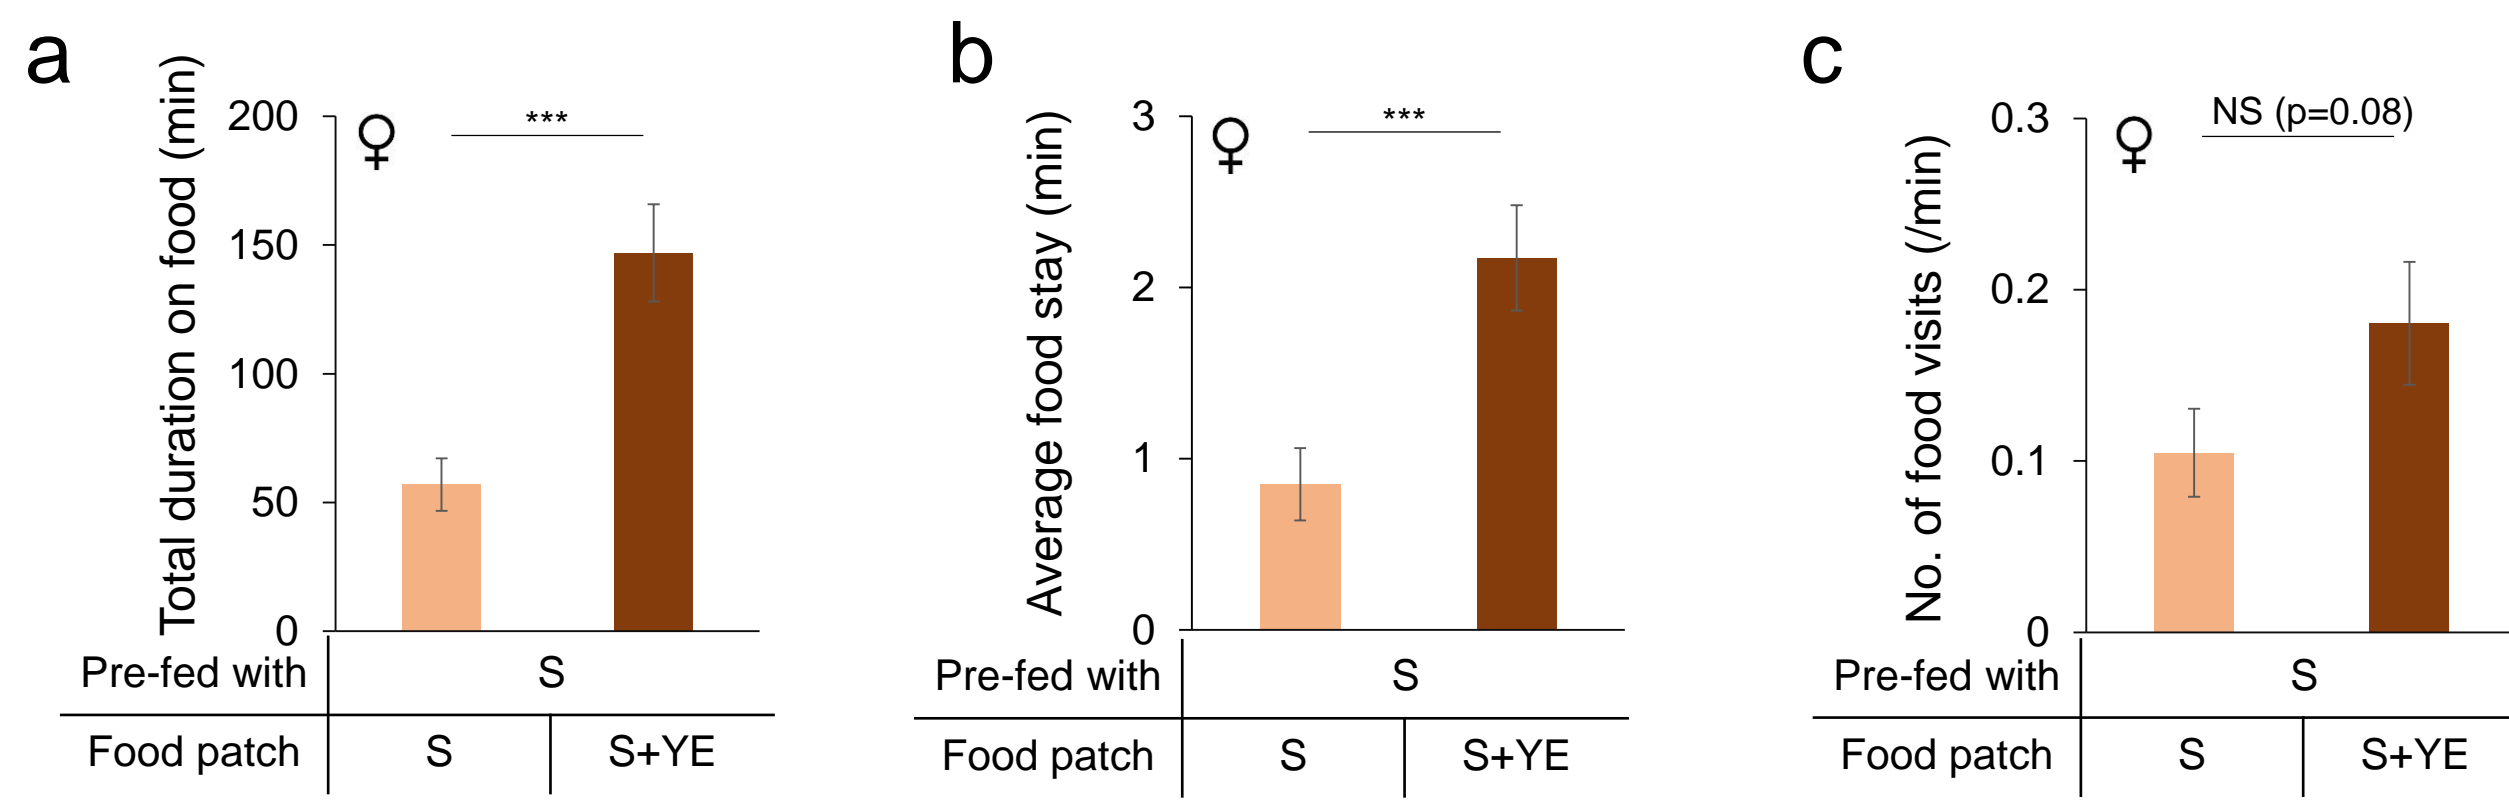 a
Total duration on food (min)
200
150
100
50
0
♀
***
Pre-fed with S
Food patch S S+YE
b
Average food stay (min)
3
2
1
0
♀
***
Pre-fed with S
Food patch S S+YE
c
No. of food visits (/min)
0.3
0.2
0.1
0
♀
NS (p=0.08)
Pre-fed with S
Food patch S S+YE